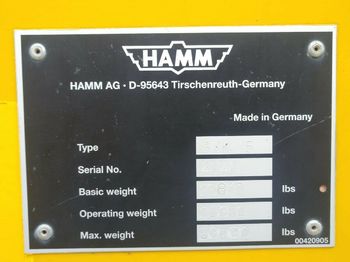 HAMM
HAMM AG · D-95643 Tirschenreuth-Germany
Made in Germany
Type
Serial No.
Basic weight lbs
Operating weight lbs
Max. weight lbs
00420905